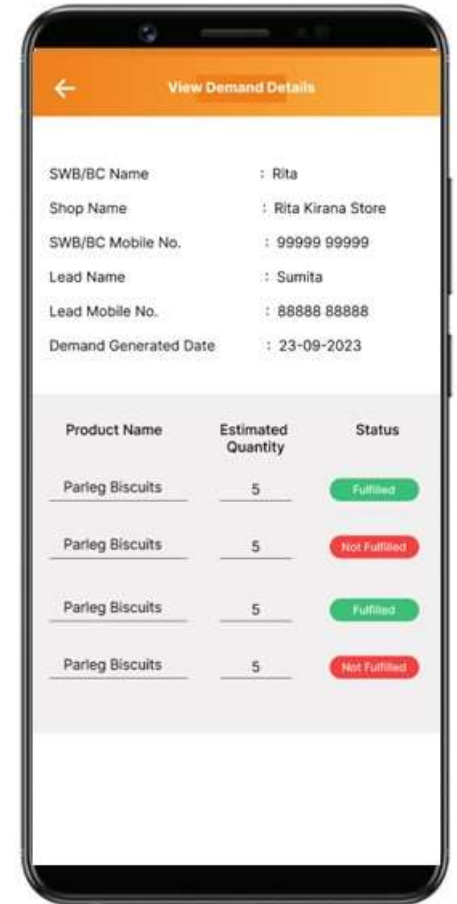 View Demand Details
SWB/BC Name : Rita
Shop Name : Rita Kirana Store
SWB/BC Mobile No. : 99999 99999
Lead Name : Sumita
Lead Mobile No. : 88888 88888
Demand Generated Date : 23-09-2023
Product Name Estimated Quantity Status
Parleg Biscuits 5 Fulfilled
Parleg Biscuits 5 Not Fulfilled
Parleg Biscuits 5 Fulfilled
Parleg Biscuits 5 Not Fulfilled